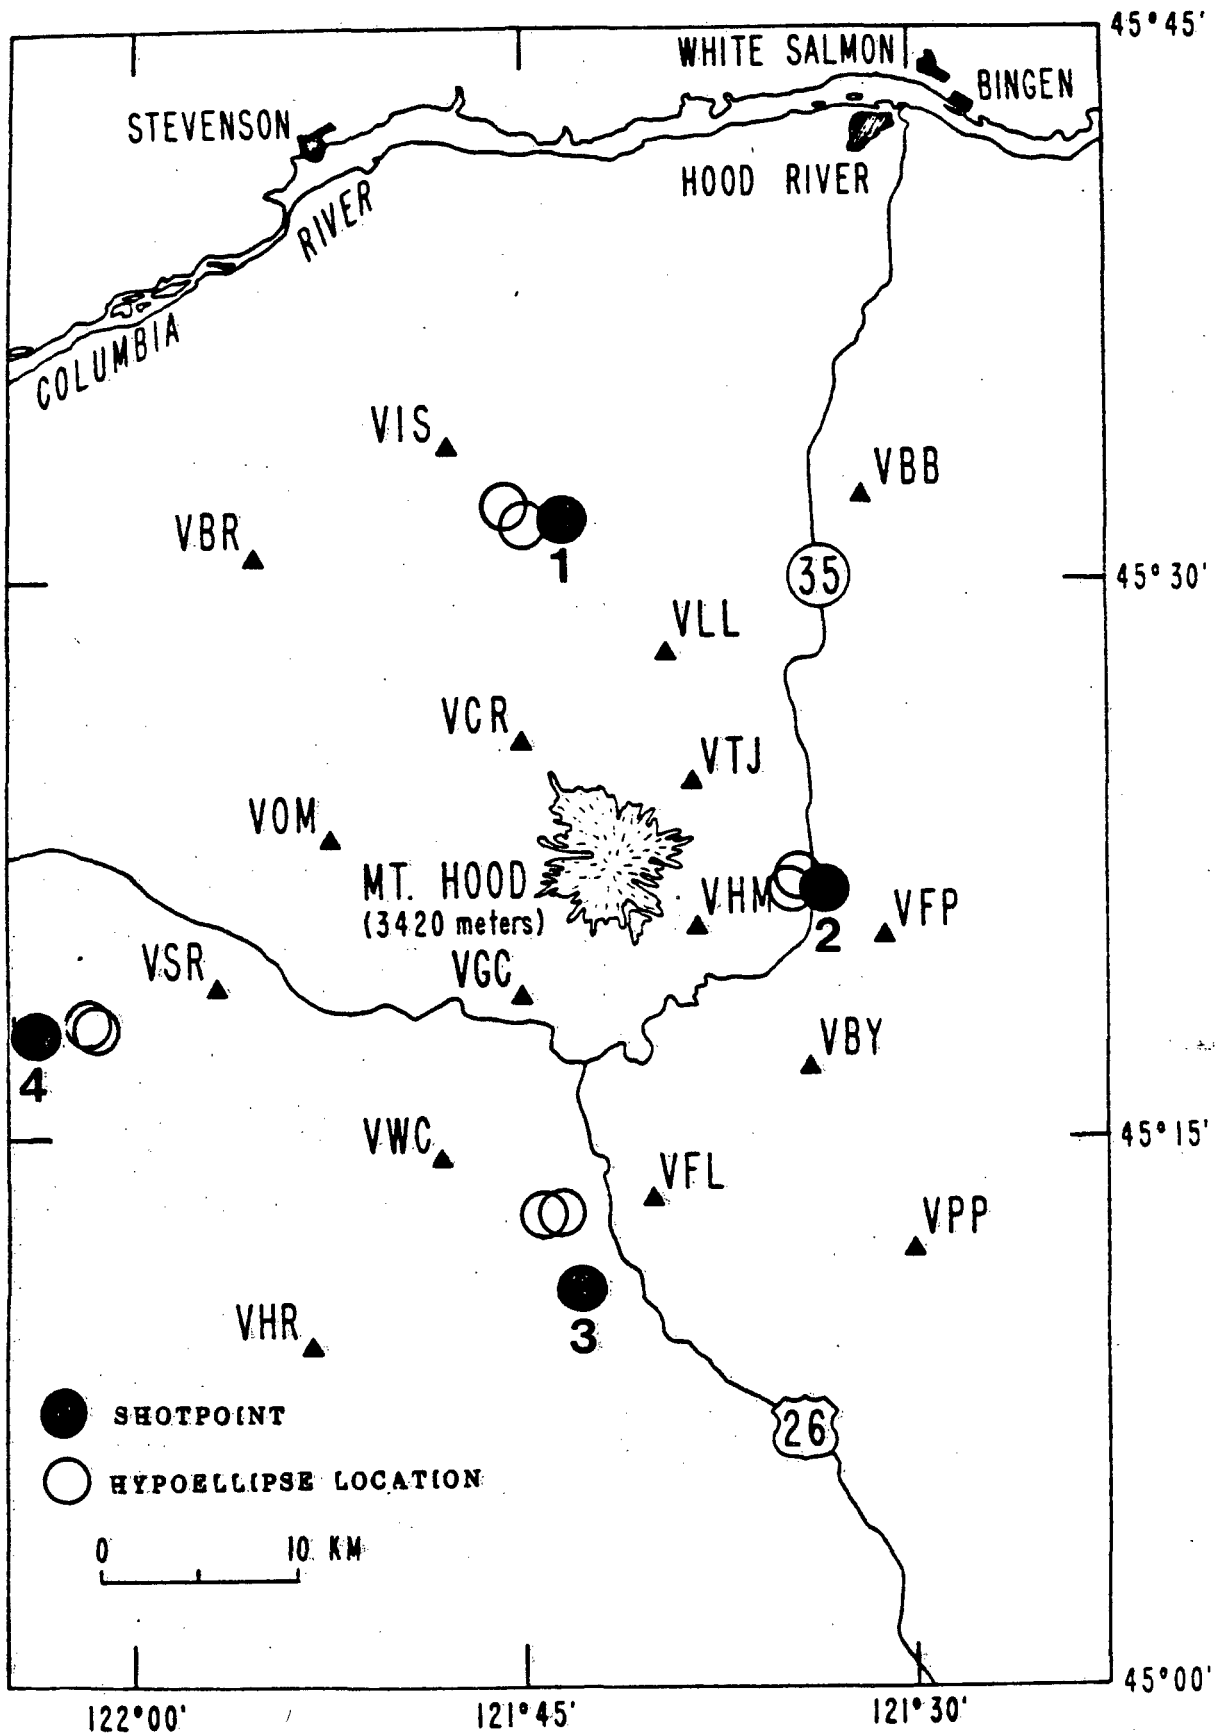 45°45'
WHITE SALMON
BINGEN
STEVENSON
HOOD RIVER
RIVER
COLUMBIA
VIS
VBB
VBR
1
45°30'
35
VLL
VCR
VTJ
VOM
MT. HOOD
(3420 meters)
VHM
VFP
2
VSR
VGC
VBY
4
45°15'
VWC
VFL
VPP
VHR
3
SHOTPOINT
26
HYPOELLIPSE LOCATION
0 10 KM
45°00'
122°00' 121°45' 121°30'